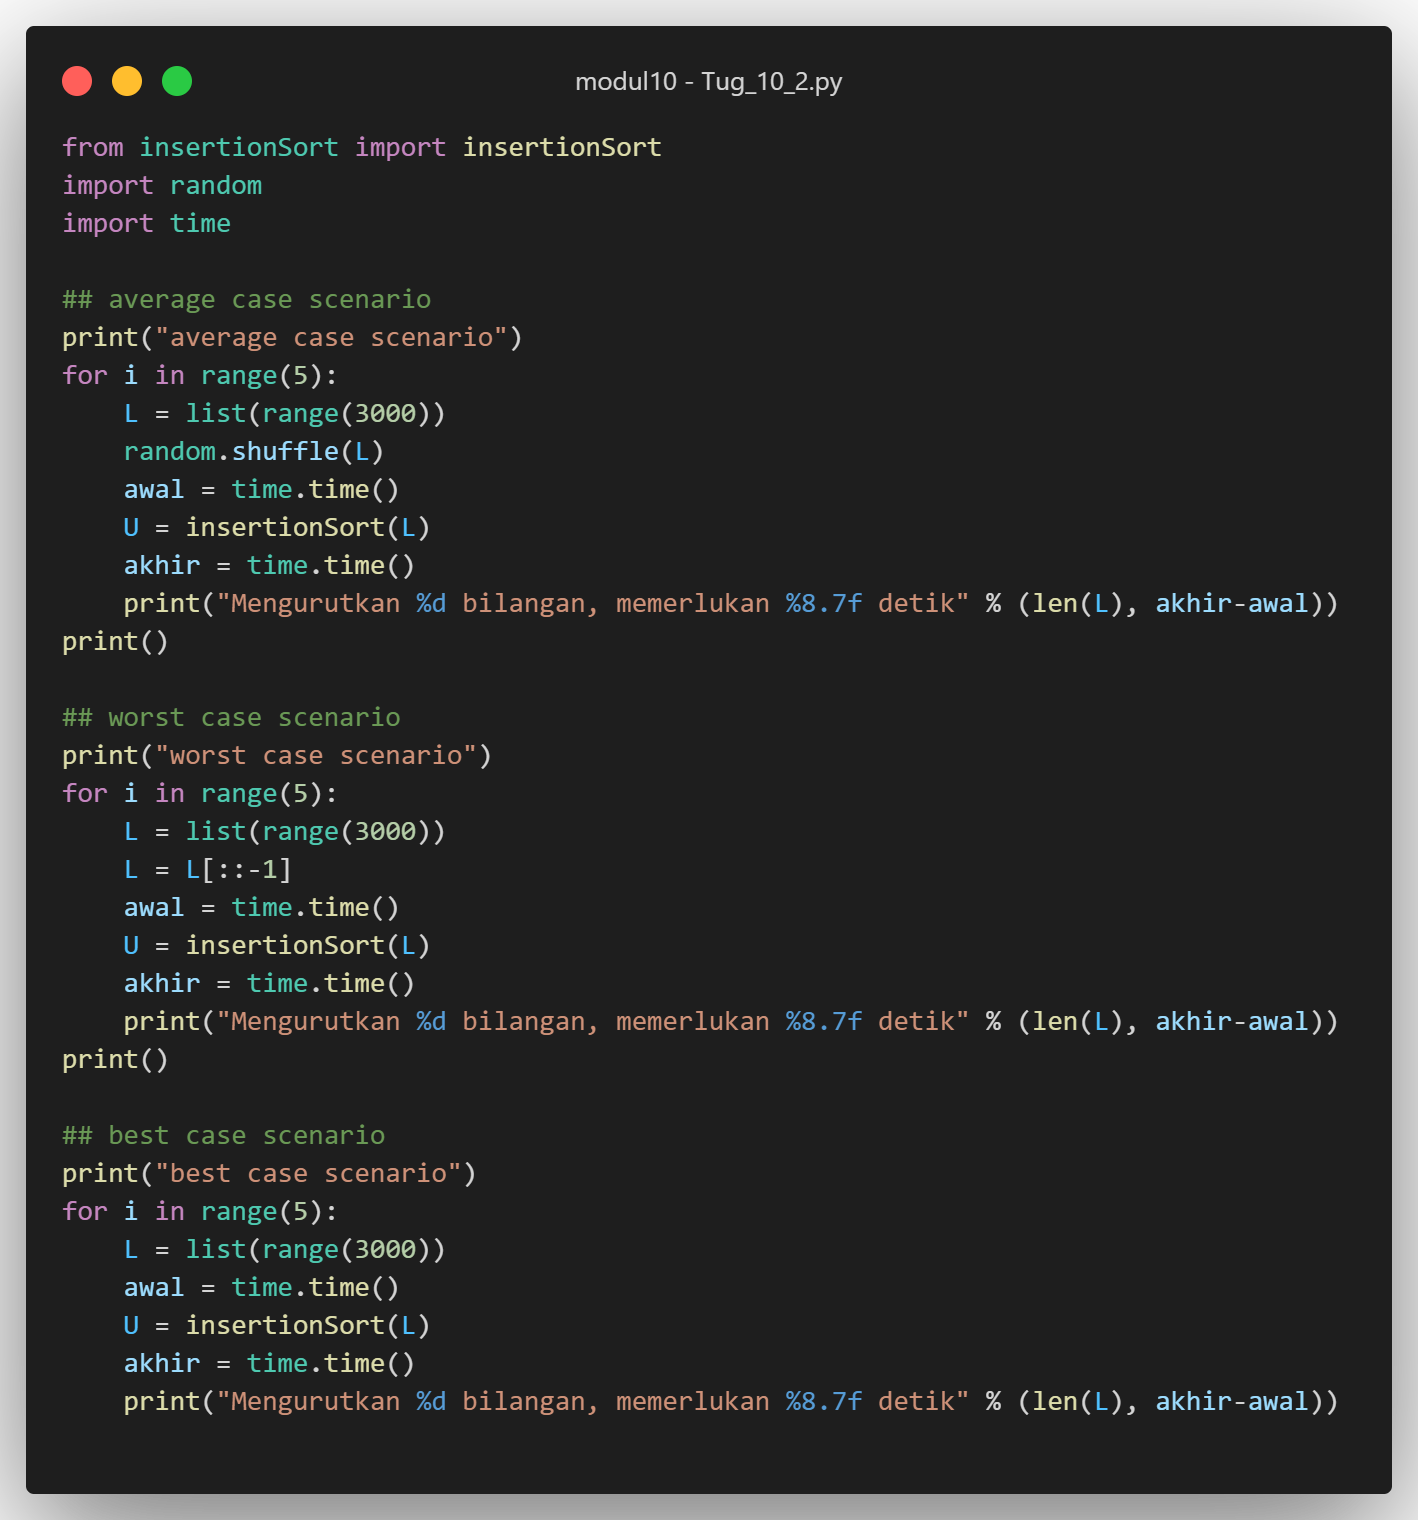 modul10 - Tug_10_2.py
from insertionSort import insertionSort
import random
import time
## average case scenario
print("average case scenario")
for i in range(5):
    L = list(range(3000))
    random.shuffle(L)
    awal = time.time()
    U = insertionSort(L)
    akhir = time.time()
    print("Mengurutkan %d bilangan, memerlukan %8.7f detik" % (len(L), akhir-awal))
print()
## worst case scenario
print("worst case scenario")
for i in range(5):
    L = list(range(3000))
    L = L[::-1]
    awal = time.time()
    U = insertionSort(L)
    akhir = time.time()
    print("Mengurutkan %d bilangan, memerlukan %8.7f detik" % (len(L), akhir-awal))
print()
## best case scenario
print("best case scenario")
for i in range(5):
    L = list(range(3000))
    awal = time.time()
    U = insertionSort(L)
    akhir = time.time()
    print("Mengurutkan %d bilangan, memerlukan %8.7f detik" % (len(L), akhir-awal))